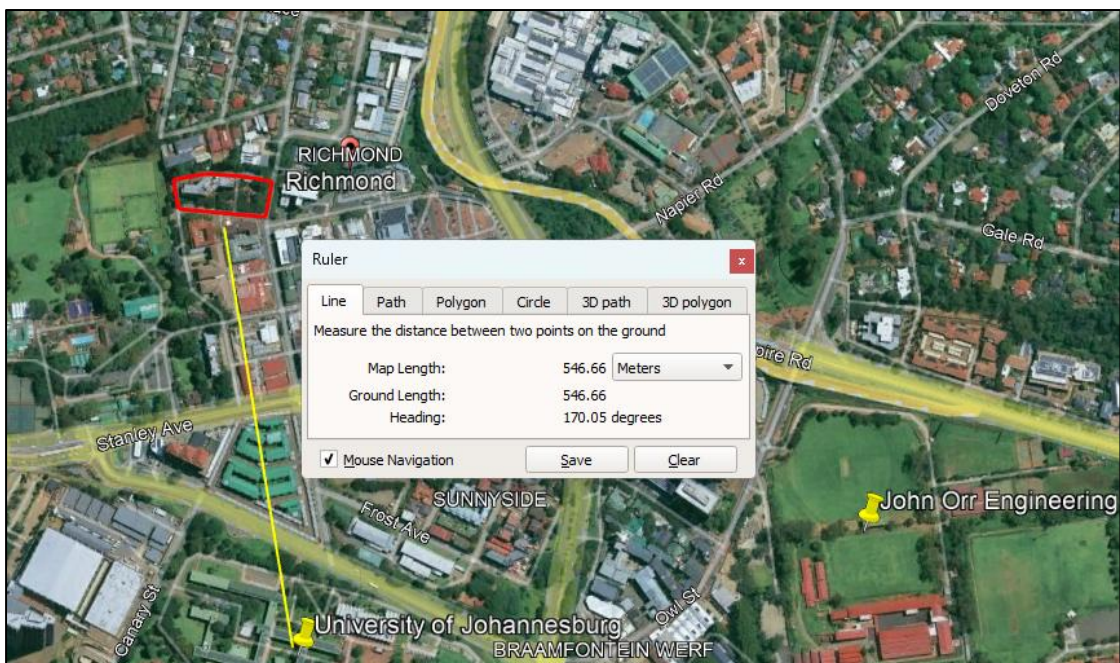 RICHMOND
Richmond
Doveton Rd
Napier Rd
Gale Rd
Ruler
x
Line Path Polygon Circle 3D path 3D polygon
Measure the distance between two points on the ground
Map Length: 546.66 Meters
Ground Length: 546.66
Heading: 170.05 degrees
Mouse Navigation Save Clear
pire Rd
Stanley Ave
SUNNYSIDE
Frost Ave
John Orr Engineering
Canary St
Owl St
University of Johannesburg
BRAAMFONTEIN WERF